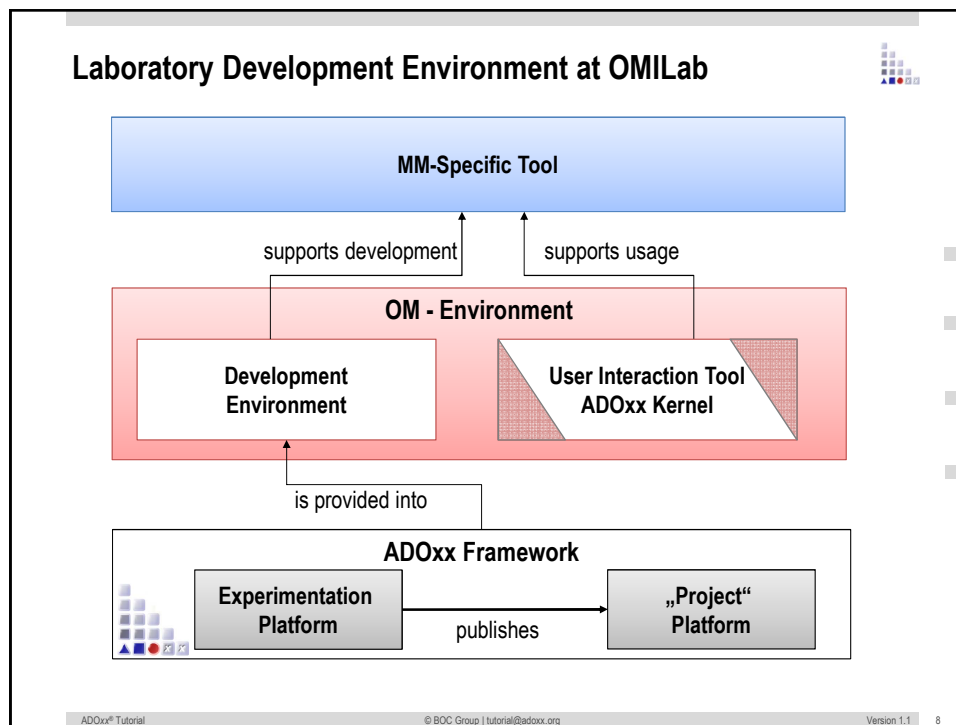 Laboratory Development Environment at OMILab
MM-Specific Tool
supports development
supports usage
OM - Environment
Development
Environment
User Interaction Tool
ADOxx Kernel
is provided into
ADOxx Framework
Experimentation
Platform
publishes
„Project“
Platform
ADOxx® Tutorial
© BOC Group | tutorial@adoxx.org
Version 1.1
8